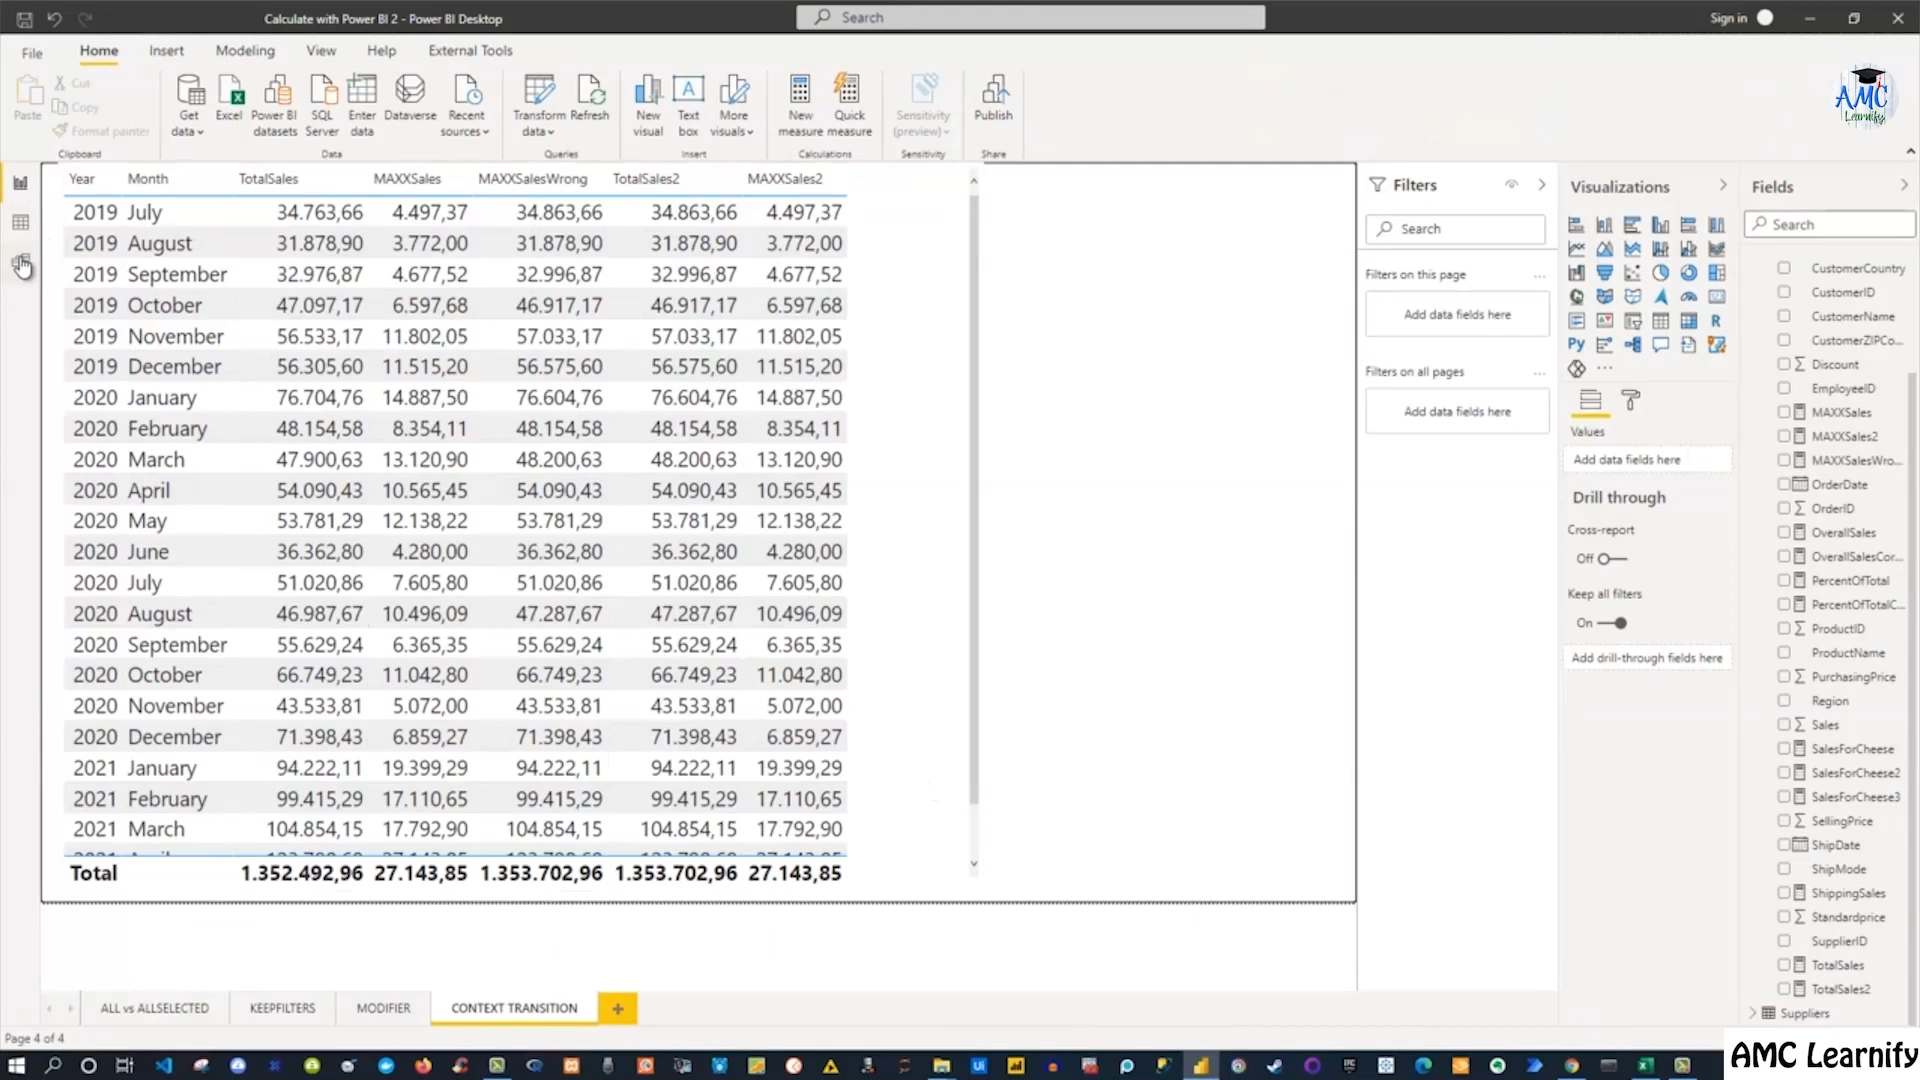 Calculate with Power BI 2 - Power BI Desktop
Search
Sign in
File
Home
Insert
Modeling
View
Help
External Tools
Paste
Cut
Copy
Format painter
Get data
Excel
Power BI datasets
SQL Server
Enter data
Dataverse
Recent sources
Transform data
Refresh
New visual
Text box
More visuals
New measure
Quick measure
Sensitivity (preview)
Publish
Clipboard
Data
Queries
Insert
Calculations
Sensitivity
Share
AMC
Learnify
Year Month TotalSales MAXXSales MAXXSalesWrong TotalSales2 MAXXSales2
2019 July 34.763,66 4.497,37 34.863,66 34.863,66 4.497,37
2019 August 31.878,90 3.772,00 31.878,90 31.878,90 3.772,00
2019 September 32.976,87 4.677,52 32.996,87 32.996,87 4.677,52
2019 October 47.097,17 6.597,68 46.917,17 46.917,17 6.597,68
2019 November 56.533,17 11.802,05 57.033,17 57.033,17 11.802,05
2019 December 56.305,60 11.515,20 56.575,60 56.575,60 11.515,20
2020 January 76.704,76 14.887,50 76.604,76 76.604,76 14.887,50
2020 February 48.154,58 8.354,11 48.154,58 48.154,58 8.354,11
2020 March 47.900,63 13.120,90 48.200,63 48.200,63 13.120,90
2020 April 54.090,43 10.565,45 54.090,43 54.090,43 10.565,45
2020 May 53.781,29 12.138,22 53.781,29 53.781,29 12.138,22
2020 June 36.362,80 4.280,00 36.362,80 36.362,80 4.280,00
2020 July 51.020,86 7.605,80 51.020,86 51.020,86 7.605,80
2020 August 46.987,67 10.496,09 47.287,67 47.287,67 10.496,09
2020 September 55.629,24 6.365,35 55.629,24 55.629,24 6.365,35
2020 October 66.749,23 11.042,80 66.749,23 66.749,23 11.042,80
2020 November 43.533,81 5.072,00 43.533,81 43.533,81 5.072,00
2020 December 71.398,43 6.859,27 71.398,43 71.398,43 6.859,27
2021 January 94.222,11 19.399,29 94.222,11 94.222,11 19.399,29
2021 February 99.415,29 17.110,65 99.415,29 99.415,29 17.110,65
2021 March 104.854,15 17.792,90 104.854,15 104.854,15 17.792,90
Total 1.352.492,96 27.143,85 1.353.702,96 1.353.702,96 27.143,85
Filters
Search
Filters on this page
Add data fields here
Filters on all pages
Add data fields here
Visualizations
R
Py
Values
Add data fields here
Drill through
Cross-report
Off
Keep all filters
On
Add drill-through fields here
Fields
Search
CustomerCountry
CustomerID
CustomerName
CustomerZIPCo...
Discount
EmployeeID
MAXXSales
MAXXSales2
MAXXSalesWro...
OrderDate
OrderID
OverallSales
OverallSalesCor...
PercentOfTotal
PercentOfTotalC...
ProductID
ProductName
PurchasingPrice
Region
Sales
SalesForCheese
SalesForCheese2
SalesForCheese3
SellingPrice
ShipDate
ShipMode
ShippingSales
Standardprice
SupplierID
TotalSales
TotalSales2
Suppliers
ALL vs ALLSELECTED
KEEPFILTERS
MODIFIER
CONTEXT TRANSITION
+
Page 4 of 4
AMC Learnify